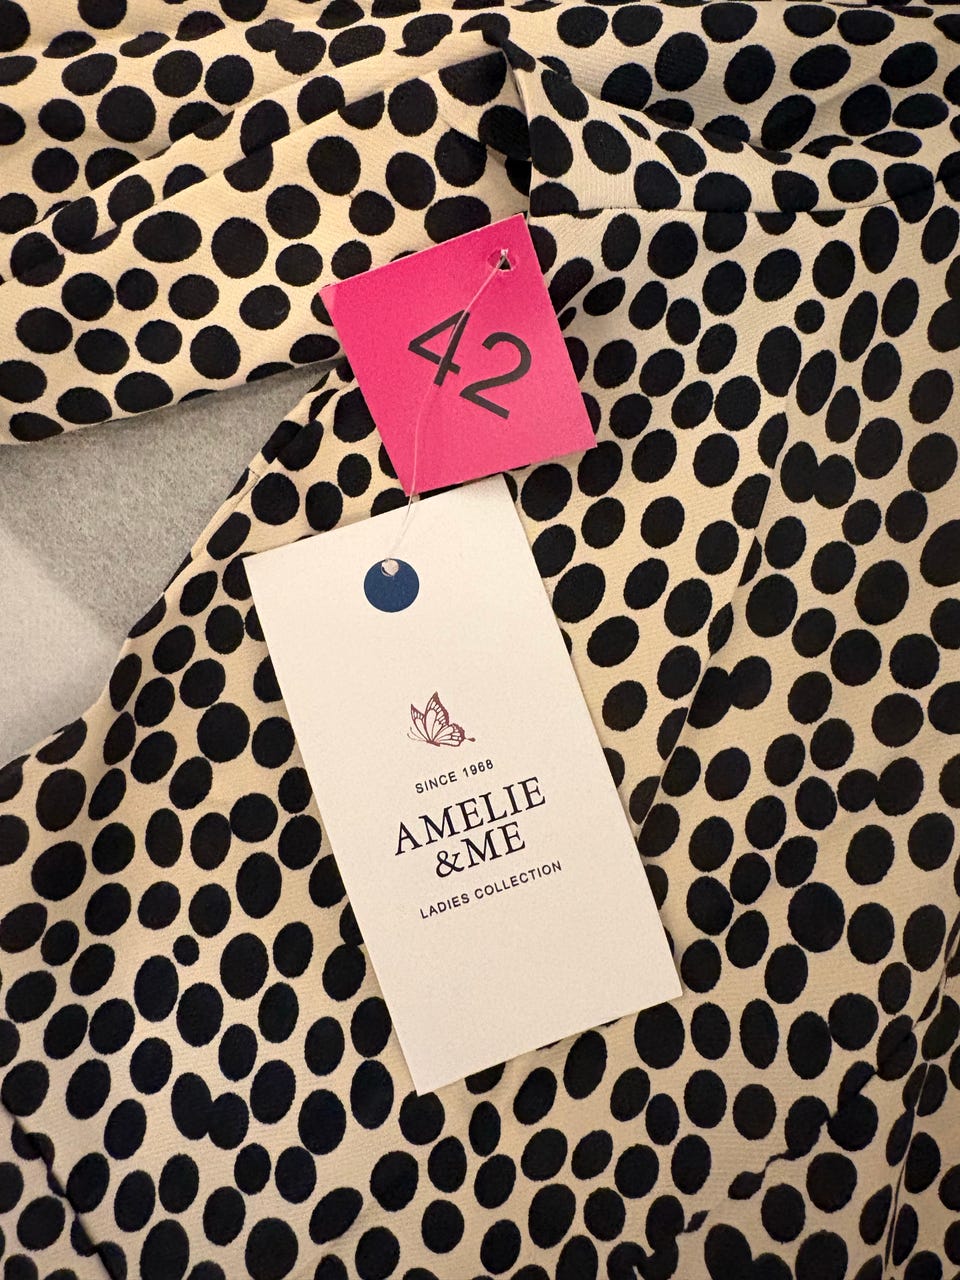 42
SINCE 1968
AMELIE
&ME
LADIES COLLECTION